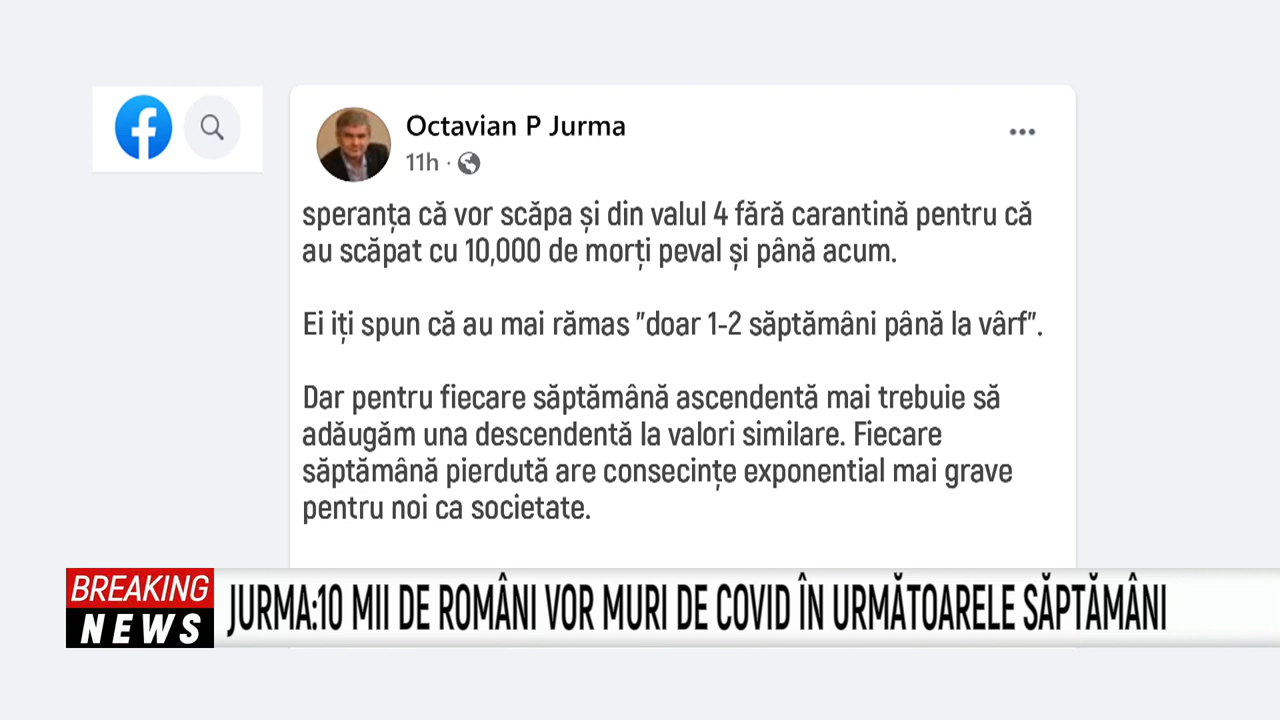 Octavian P Jurma
11h ·
speranța că vor scăpa și din valul 4 fără carantină pentru că
au scăpat cu 10,000 de morți peval și până acum.
Ei iți spun că au mai rămas "doar 1-2 săptămâni până la vârf".
Dar pentru fiecare săptămână ascendentă mai trebuie să
adăugăm una descendentă la valori similare. Fiecare
săptămână pierdută are consecințe exponential mai grave
pentru noi ca societate.
BREAKING
NEWS
JURMA:10 MII DE ROMÂNI VOR MURI DE COVID ÎN URMĂTOARELE SĂPTĂMÂNI